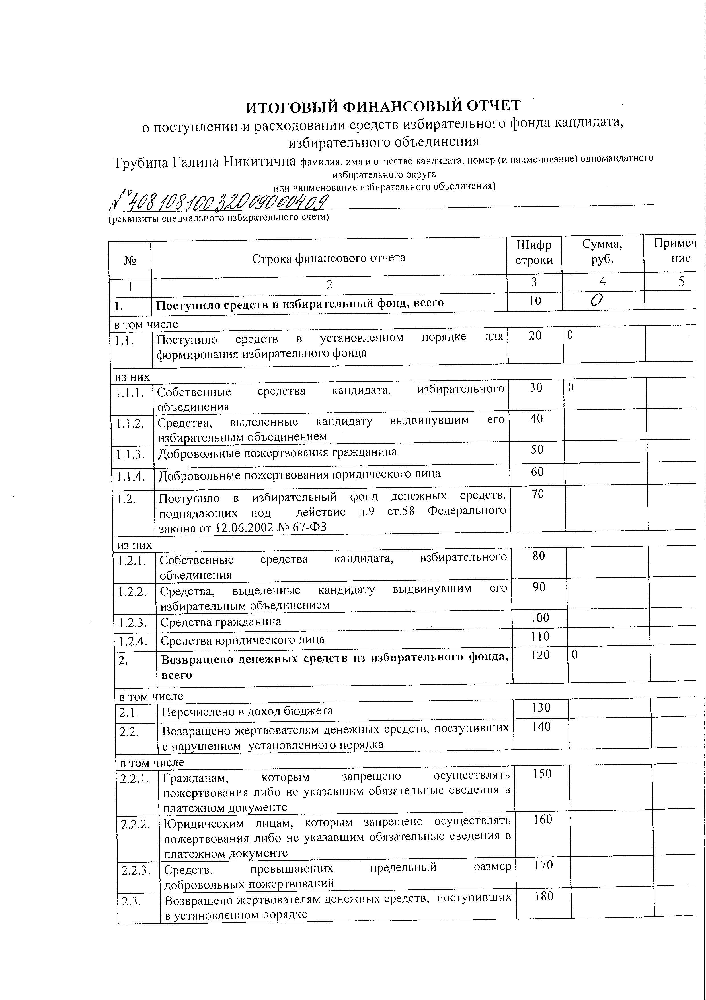 ИТОГОВЫЙ ФИНАНСОВЫЙ ОТЧЕТ
о поступлении и расходовании средств избирательного фонда кандидата,
избирательного объединения
Трубина Галина Никитична фамилия, имя и отчество кандидата, номер (и наименование) одномандатного
избирательного округа
или наименование избирательного объединения)
№ 40810810032009000409
(реквизиты специального избирательного счета)
№ Строка финансового отчета Шифр строки Сумма, руб. Примеч ние
1 2 3 4 5
1. Поступило средств в избирательный фонд, всего 10 0
в том числе
1.1. Поступило средств в установленном порядке для 20 0
формирования избирательного фонда
из них
1.1.1. Собственные средства кандидата, избирательного 30 0
объединения
1.1.2. Средства, выделенные кандидату выдвинувшим его 40
избирательным объединением
1.1.3. Добровольные пожертвования гражданина 50
1.1.4. Добровольные пожертвования юридического лица 60
1.2. Поступило в избирательный фонд денежных средств, 70
подпадающих под действие п.9 ст.58 Федерального
закона от 12.06.2002 № 67-ФЗ
из них
1.2.1. Собственные средства кандидата, избирательного 80
объединения
1.2.2. Средства, выделенные кандидату выдвинувшим его 90
избирательным объединением
1.2.3. Средства гражданина 100
1.2.4. Средства юридического лица 110
2. Возвращено денежных средств из избирательного фонда, 120 0
всего
в том числе
2.1. Перечислено в доход бюджета 130
2.2. Возвращено жертвователям денежных средств, поступивших 140
с нарушением установленного порядка
в том числе
2.2.1. Гражданам, которым запрещено осуществлять 150
пожертвования либо не указавшим обязательные сведения в
платежном документе
2.2.2. Юридическим лицам, которым запрещено осуществлять 160
пожертвования либо не указавшим обязательные сведения в
платежном документе
2.2.3. Средств, превышающих предельный размер 170
добровольных пожертвований
2.3. Возвращено жертвователям денежных средств, поступивших 180
в установленном порядке